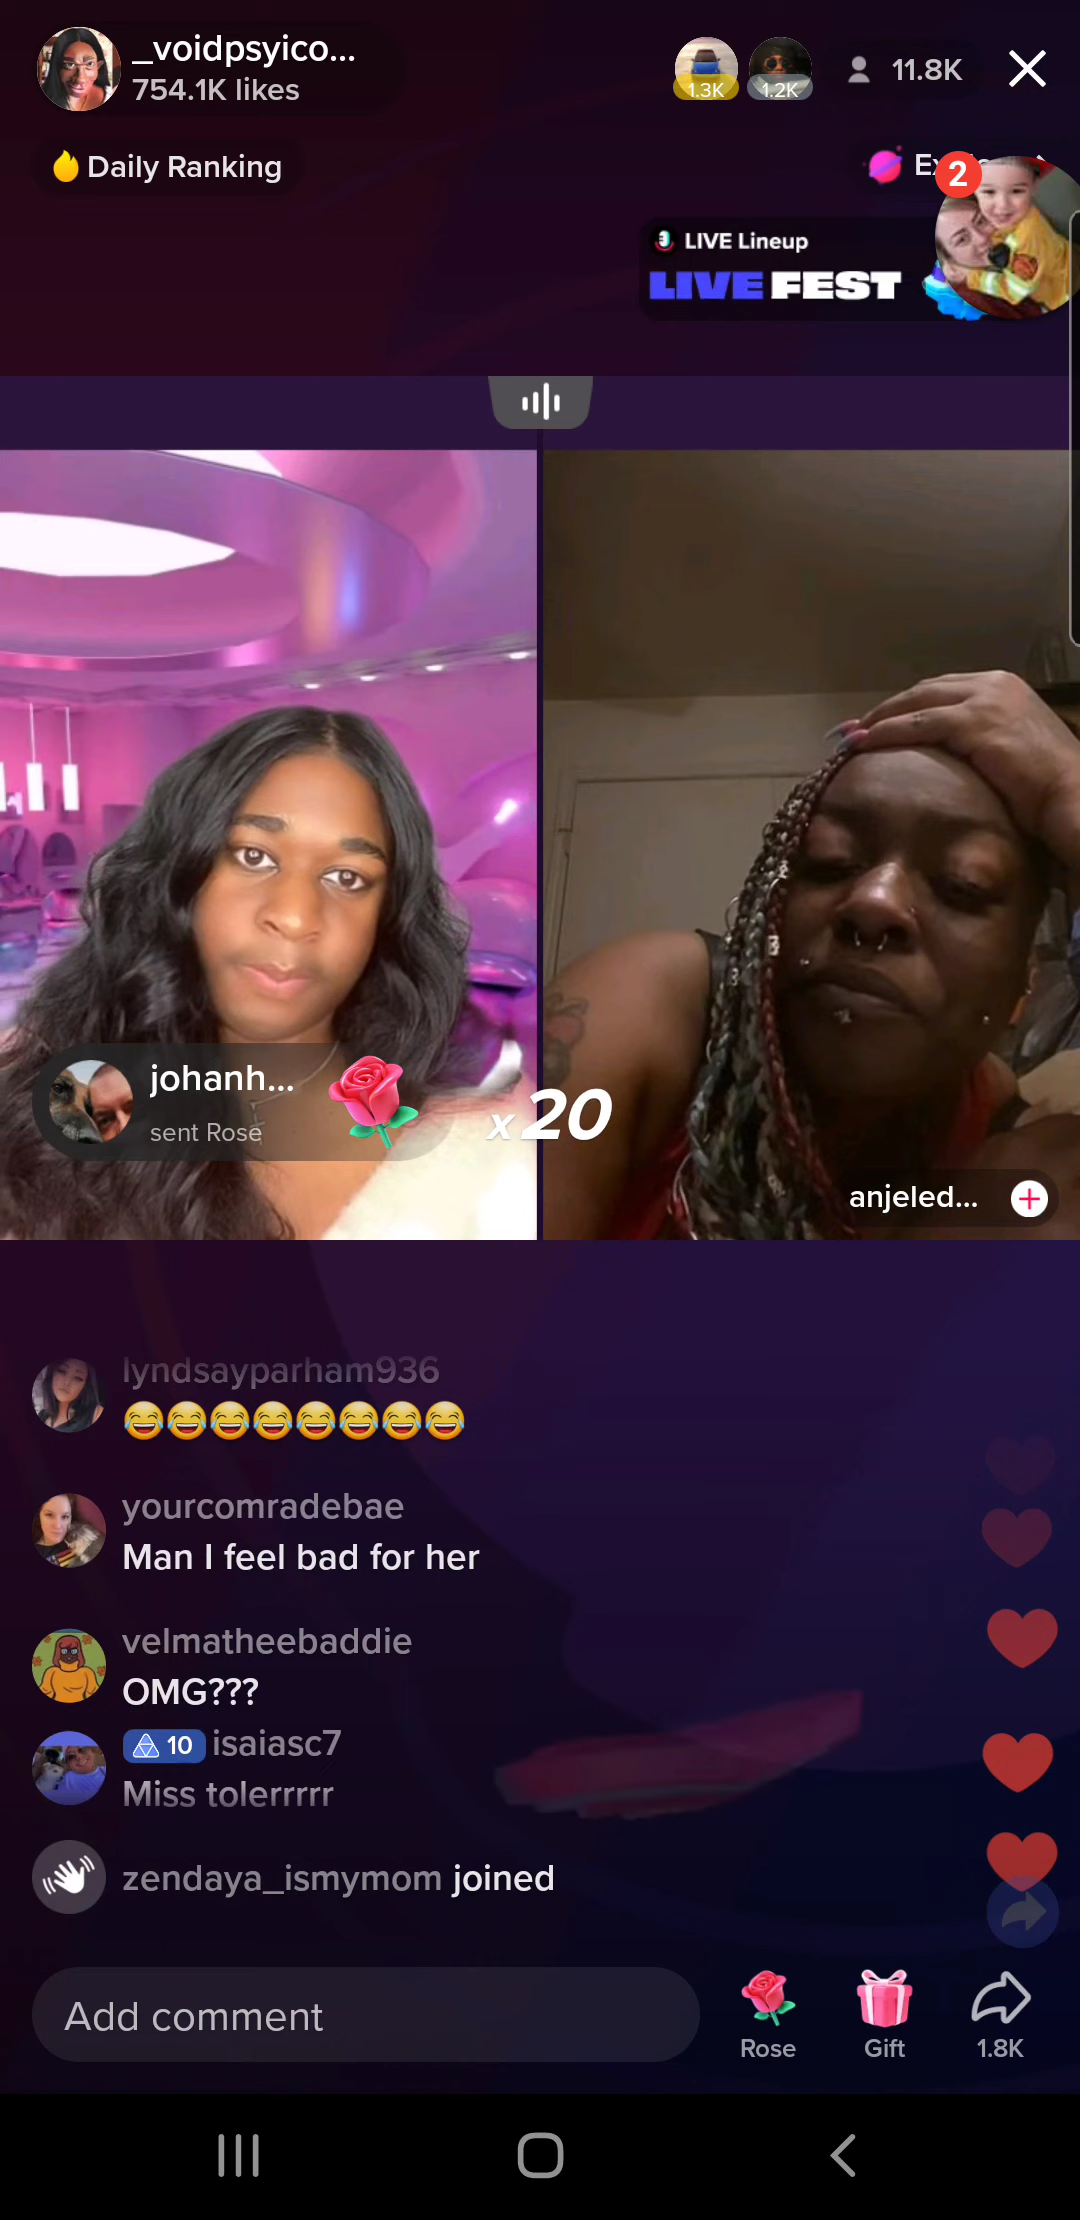 _voidpsyico...
754.1K likes
1.3K
1.2K
11.8K
Daily Ranking
2
LIVE Lineup
LIVE FEST
johanh...
sent Rose
x 20
anjeled...
lyndsayparham936
😂😂😂😂😂😂😂😂
yourcomradebae
Man I feel bad for her
velmatheebaddie
OMG???
10 isaiasc7
Miss tolerrrrr
zendaya_ismymom joined
Add comment
Rose
Gift
1.8K